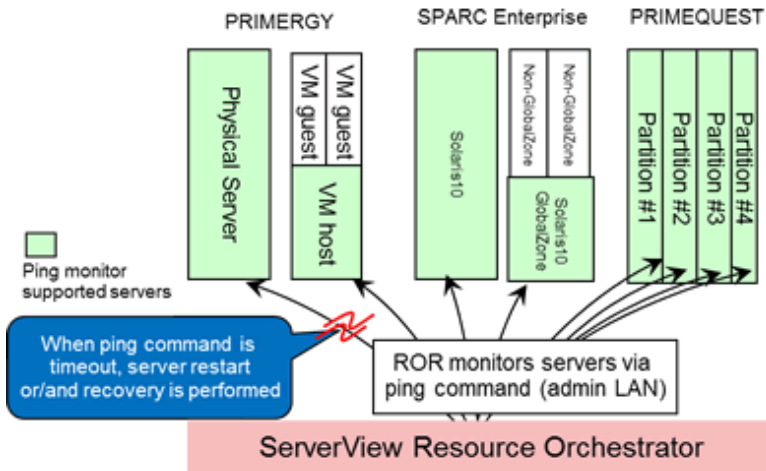 PRIMERGY
SPARC Enterprise
PRIMEQUEST
Physical Server
VM guest
VM guest
VM host
Solaris10
Non-GlobalZone
Non-GlobalZone
Solaris10
GlobalZone
Partition #1
Partition #2
Partition #3
Partition #4
Ping monitor
supported servers
When ping command is
timeout, server restart
or/and recovery is performed
ROR monitors servers via
ping command (admin LAN)
ServerView Resource Orchestrator